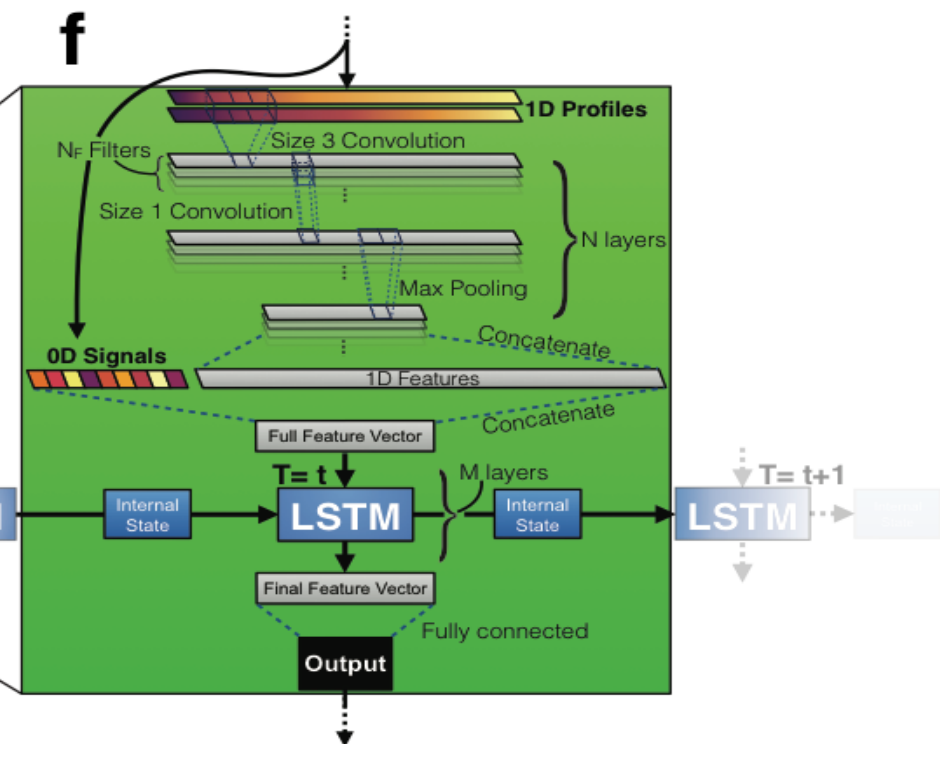 f
1D Profiles
Size 3 Convolution
NF Filters
Size 1 Convolution
N layers
Max Pooling
Concatenate
0D Signals
1D Features
Concatenate
Full Feature Vector
T= t
M layers
T= t+1
Internal
State
LSTM
Internal
State
LSTM
Final Feature Vector
Fully connected
Output